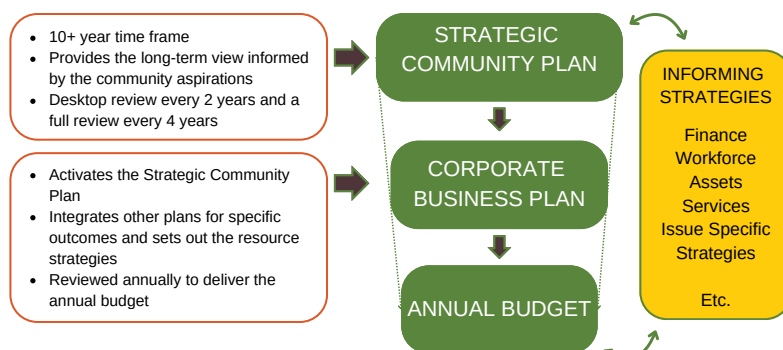 • 10+ year time frame
• Provides the long-term view informed
by the community aspirations
• Desktop review every 2 years and a
full review every 4 years
STRATEGIC
COMMUNITY PLAN
• Activates the Strategic Community
Plan
• Integrates other plans for specific
outcomes and sets out the resource
strategies
• Reviewed annually to deliver the
annual budget
CORPORATE
BUSINESS PLAN
ANNUAL BUDGET
INFORMING
STRATEGIES
Finance
Workforce
Assets
Services
Issue Specific
Strategies
Etc.